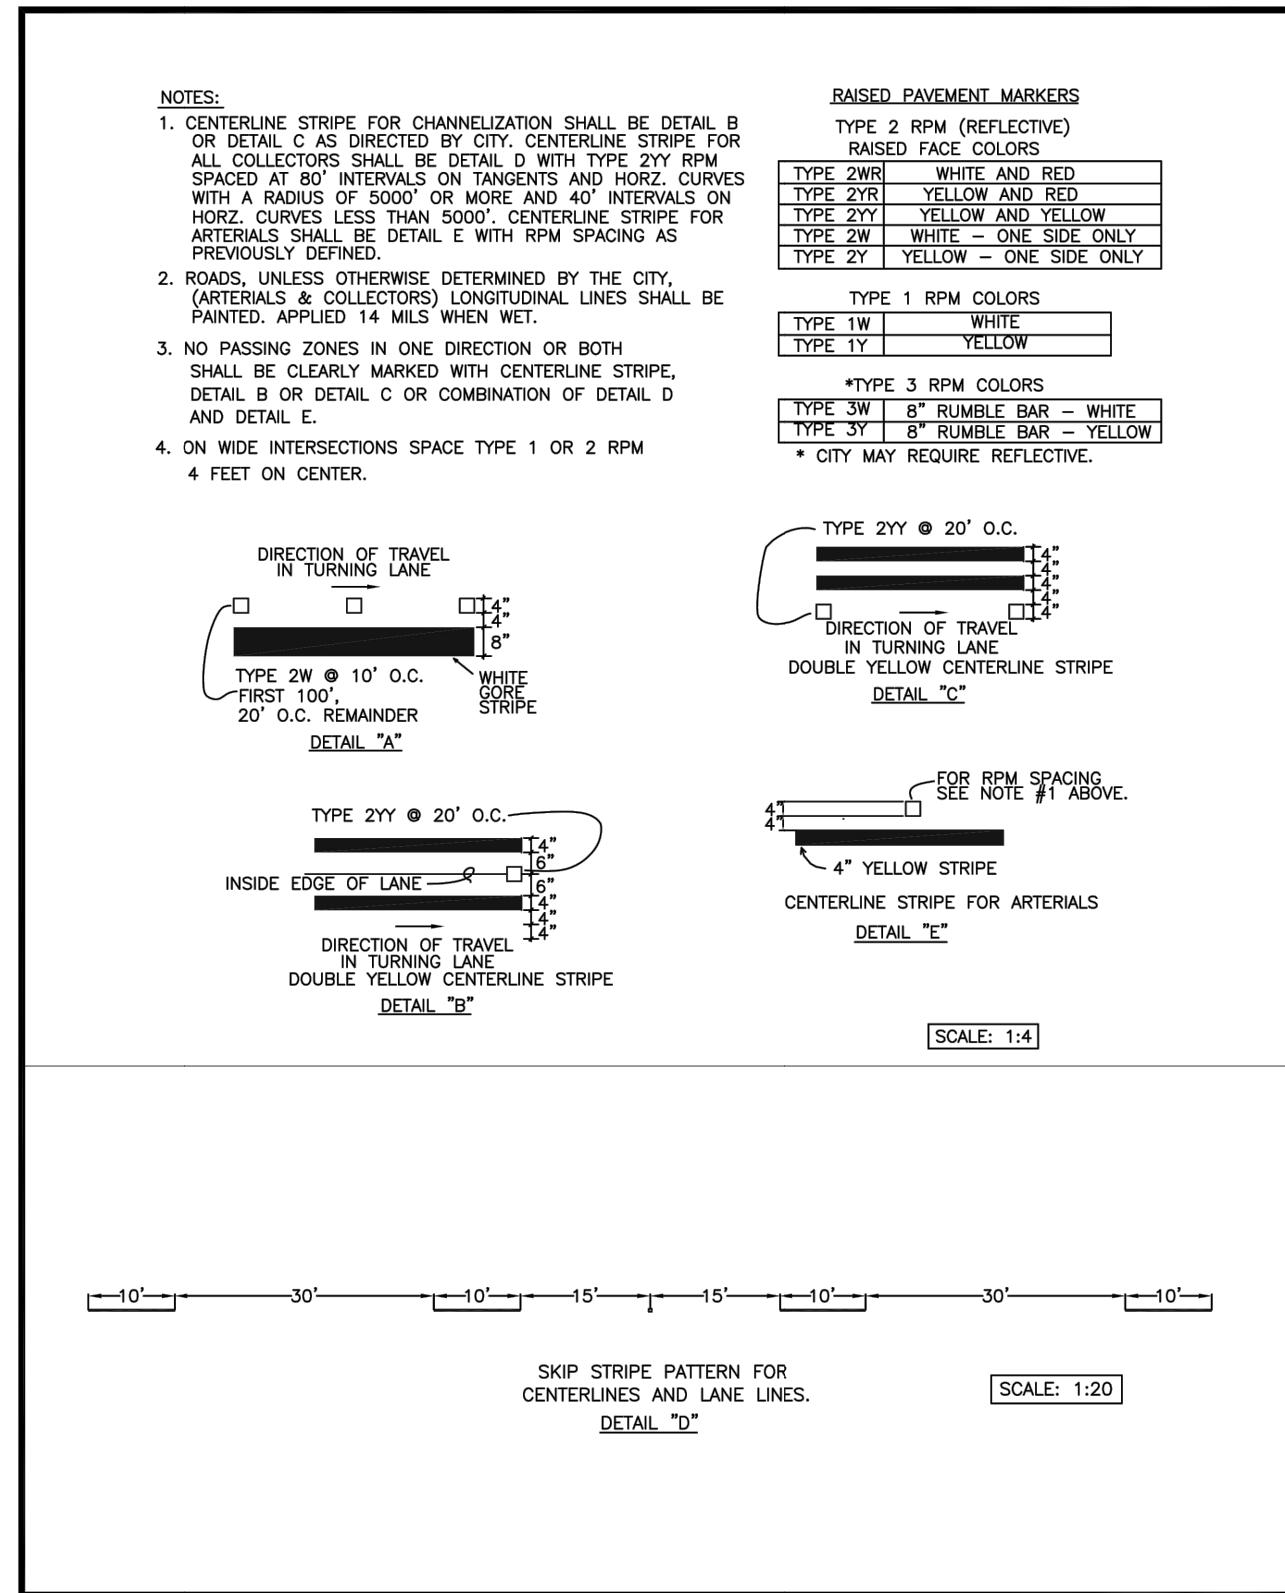 NOTES:
1. CENTERLINE STRIPE FOR CHANNELIZATION SHALL BE DETAIL B
OR DETAIL C AS DIRECTED BY CITY. CENTERLINE STRIPE FOR
ALL COLLECTORS SHALL BE DETAIL D WITH TYPE 2YY RPM
SPACED AT 80' INTERVALS ON TANGENTS AND HORZ. CURVES
WITH A RADIUS OF 5000' OR MORE AND 40' INTERVALS ON
HORZ. CURVES LESS THAN 5000'. CENTERLINE STRIPE FOR
ARTERIALS SHALL BE DETAIL E WITH RPM SPACING AS
PREVIOUSLY DEFINED.
2. ROADS, UNLESS OTHERWISE DETERMINED BY THE CITY,
(ARTERIALS & COLLECTORS) LONGITUDINAL LINES SHALL BE
PAINTED. APPLIED 14 MILS WHEN WET.
3. NO PASSING ZONES IN ONE DIRECTION OR BOTH
SHALL BE CLEARLY MARKED WITH CENTERLINE STRIPE,
DETAIL B OR DETAIL C OR COMBINATION OF DETAIL D
AND DETAIL E.
4. ON WIDE INTERSECTIONS SPACE TYPE 1 OR 2 RPM
4 FEET ON CENTER.
RAISED PAVEMENT MARKERS
TYPE 2 RPM (REFLECTIVE)
RAISED FACE COLORS
TYPE 2WR WHITE AND RED
TYPE 2YR YELLOW AND RED
TYPE 2YY YELLOW AND YELLOW
TYPE 2W WHITE – ONE SIDE ONLY
TYPE 2Y YELLOW – ONE SIDE ONLY
TYPE 1 RPM COLORS
TYPE 1W WHITE
TYPE 1Y YELLOW
*TYPE 3 RPM COLORS
TYPE 3W 8" RUMBLE BAR – WHITE
TYPE 3Y 8" RUMBLE BAR – YELLOW
* CITY MAY REQUIRE REFLECTIVE.
DIRECTION OF TRAVEL
IN TURNING LANE
4"
4"
8"
TYPE 2W @ 10' O.C.
FIRST 100',
20' O.C. REMAINDER
WHITE
GORE
STRIPE
DETAIL "A"
TYPE 2YY @ 20' O.C.
4"
4"
4"
4"
4"
DIRECTION OF TRAVEL
IN TURNING LANE
DOUBLE YELLOW CENTERLINE STRIPE
DETAIL "C"
TYPE 2YY @ 20' O.C.
4"
6"
INSIDE EDGE OF LANE
6"
4"
4"
4"
DIRECTION OF TRAVEL
IN TURNING LANE
DOUBLE YELLOW CENTERLINE STRIPE
DETAIL "B"
FOR RPM SPACING
SEE NOTE #1 ABOVE.
4"
4"
4" YELLOW STRIPE
CENTERLINE STRIPE FOR ARTERIALS
DETAIL "E"
SCALE: 1:4
10' 30' 10' 15' 15' 10' 30' 10'
SKIP STRIPE PATTERN FOR
CENTERLINES AND LANE LINES.
DETAIL "D"
SCALE: 1:20